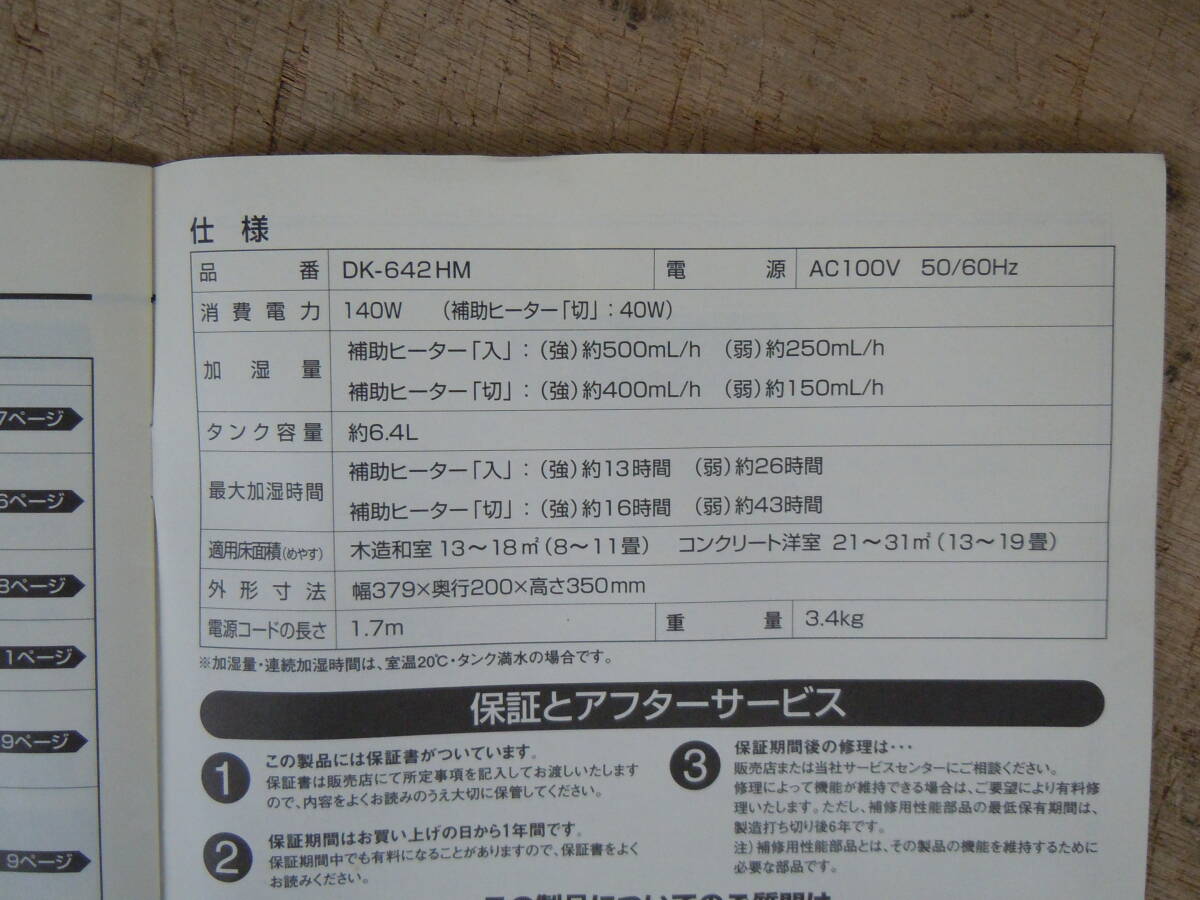 7ページ
6ページ
8ページ
1ページ
9ページ
9ページ
仕様
品番 DK-642HM 電源 AC100V 50/60Hz
消費電力 140W （補助ヒーター「切」：40W）
加湿量 補助ヒーター「入」：（強）約500mL/h （弱）約250mL/h
補助ヒーター「切」：（強）約400mL/h （弱）約150mL/h
タンク容量 約6.4L
最大加湿時間 補助ヒーター「入」：（強）約13時間 （弱）約26時間
補助ヒーター「切」：（強）約16時間 （弱）約43時間
適用床面積（めやす） 木造和室 13～18㎡（8～11畳） コンクリート洋室 21～31㎡（13～19畳）
外形寸法 幅379×奥行200×高さ350mm
電源コードの長さ 1.7m 重量 3.4kg
※加湿量・連続加湿時間は、室温20℃・タンク満水の場合です。
保証とアフターサービス
1 この製品には保証書がついています。
保証書は販売店にて所定事項を記入してお渡しいたします
ので、内容をよくお読みのうえ大切に保管してください。
2 保証期間はお買い上げの日から1年間です。
保証期間中でも有料になることがありますので、保証書をよく
お読みください。
3 保証期間後の修理は・・・
販売店または当社サービスセンターにご相談ください。
修理によって機能が維持できる場合は、ご要望により有料修
理いたします。ただし、補修用性能部品の最低保有期間は、
製造打ち切り後6年です。
注）補修用性能部品とは、その製品の機能を維持するために
必要な部品です。
この製品についてのご質問は